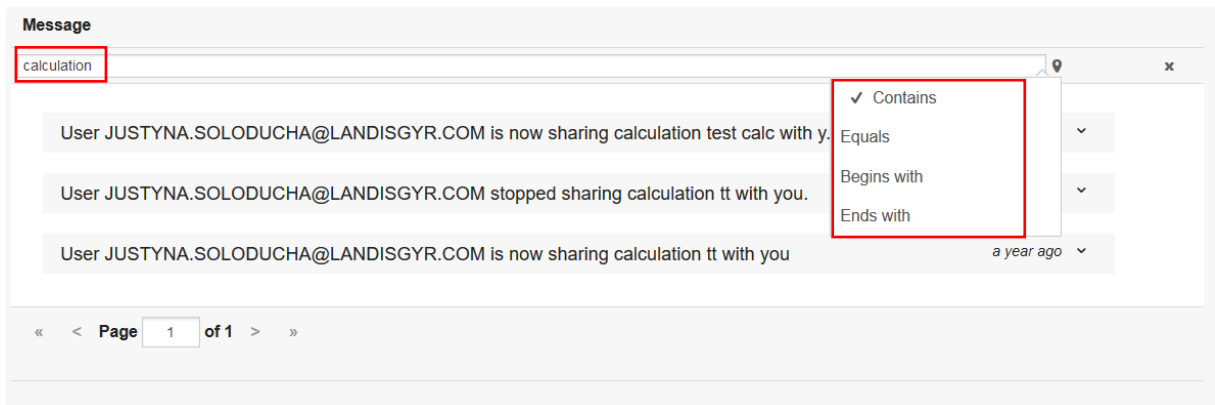 Message
calculation
✓ Contains
User JUSTYNA.SOLODUCHA@LANDISGYR.COM is now sharing calculation test calc with y.
Equals
Begins with
User JUSTYNA.SOLODUCHA@LANDISGYR.COM stopped sharing calculation tt with you.
Ends with
User JUSTYNA.SOLODUCHA@LANDISGYR.COM is now sharing calculation tt with you a year ago
« < Page 1 of 1 > »